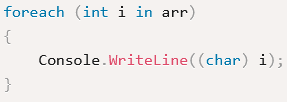 foreach (int i in arr)
{
    Console.WriteLine((char) i);
}